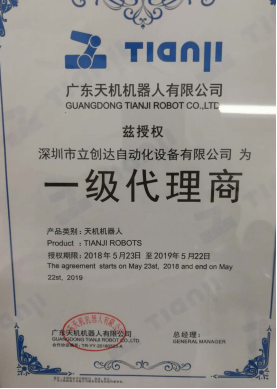 TIANJI
广东天机机器人有限公司
GUANGDONG TIANJI ROBOT CO.,LTD.
兹授权
深圳市立创达自动化设备有限公司 为
一级代理商
产品类别：天机机器人
Product : TIANJI ROBOTS
授权期限：2018年5月23日 至2019年5月22日
The agreement starts on May 23st, 2018 and end on May
22st, 2019
广东天机机器人有限公司
总经理：
GUANGDONG TIANJI ROBOT CO.,LTD.
GENERAL MANAGER: